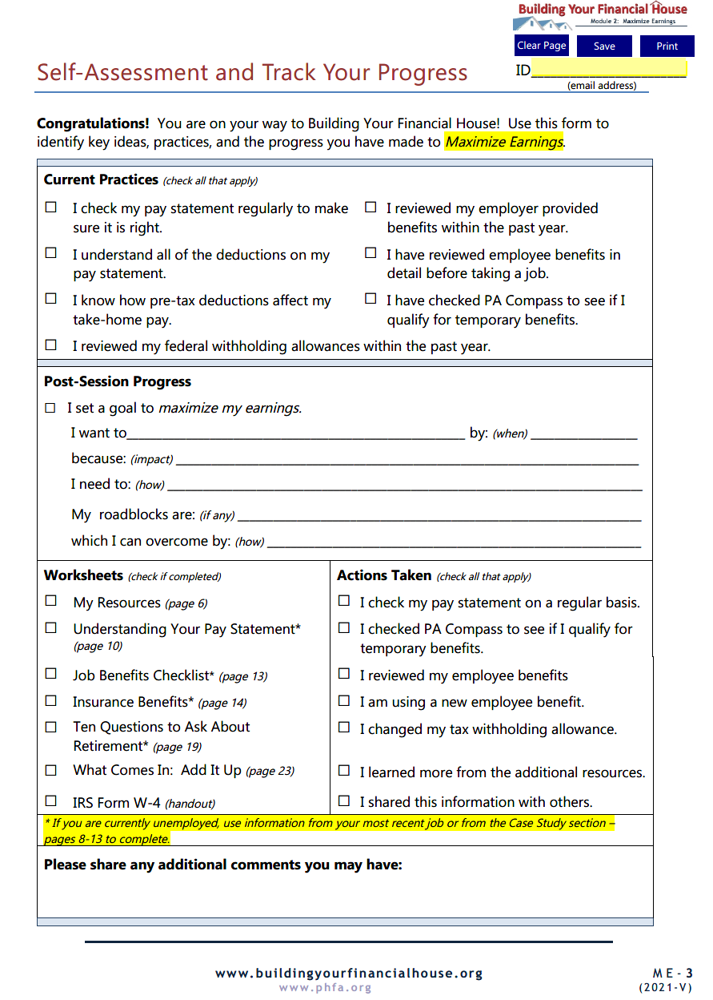 Building Your Financial House
Module 2: Maximize Earnings
Clear Page Save Print
Self-Assessment and Track Your Progress
ID__________________________
(email address)
Congratulations! You are on your way to Building Your Financial House! Use this form to
identify key ideas, practices, and the progress you have made to Maximize Earnings.
Current Practices (check all that apply)
☐ I check my pay statement regularly to make
sure it is right.
☐ I reviewed my employer provided
benefits within the past year.
☐ I understand all of the deductions on my
pay statement.
☐ I have reviewed employee benefits in
detail before taking a job.
☐ I know how pre-tax deductions affect my
take-home pay.
☐ I have checked PA Compass to see if I
qualify for temporary benefits.
☐ I reviewed my federal withholding allowances within the past year.
Post-Session Progress
☐ I set a goal to maximize my earnings.
I want to________________________________________________ by: (when) _______________
because: (impact) __________________________________________________________________
I need to: (how) ____________________________________________________________________
My roadblocks are: (if any) __________________________________________________________
which I can overcome by: (how) _____________________________________________________
Worksheets (check if completed)
☐ My Resources (page 6)
☐ Understanding Your Pay Statement*
(page 10)
☐ Job Benefits Checklist* (page 13)
☐ Insurance Benefits* (page 14)
☐ Ten Questions to Ask About
Retirement* (page 19)
☐ What Comes In: Add It Up (page 23)
☐ IRS Form W-4 (handout)
Actions Taken (check all that apply)
☐ I check my pay statement on a regular basis.
☐ I checked PA Compass to see if I qualify for
temporary benefits.
☐ I reviewed my employee benefits
☐ I am using a new employee benefit.
☐ I changed my tax withholding allowance.
☐ I learned more from the additional resources.
☐ I shared this information with others.
* If you are currently unemployed, use information from your most recent job or from the Case Study section –
pages 8-13 to complete.
Please share any additional comments you may have:
www.buildingyourfinancialhouse.org
www.phfa.org
ME-3
(2021-V)